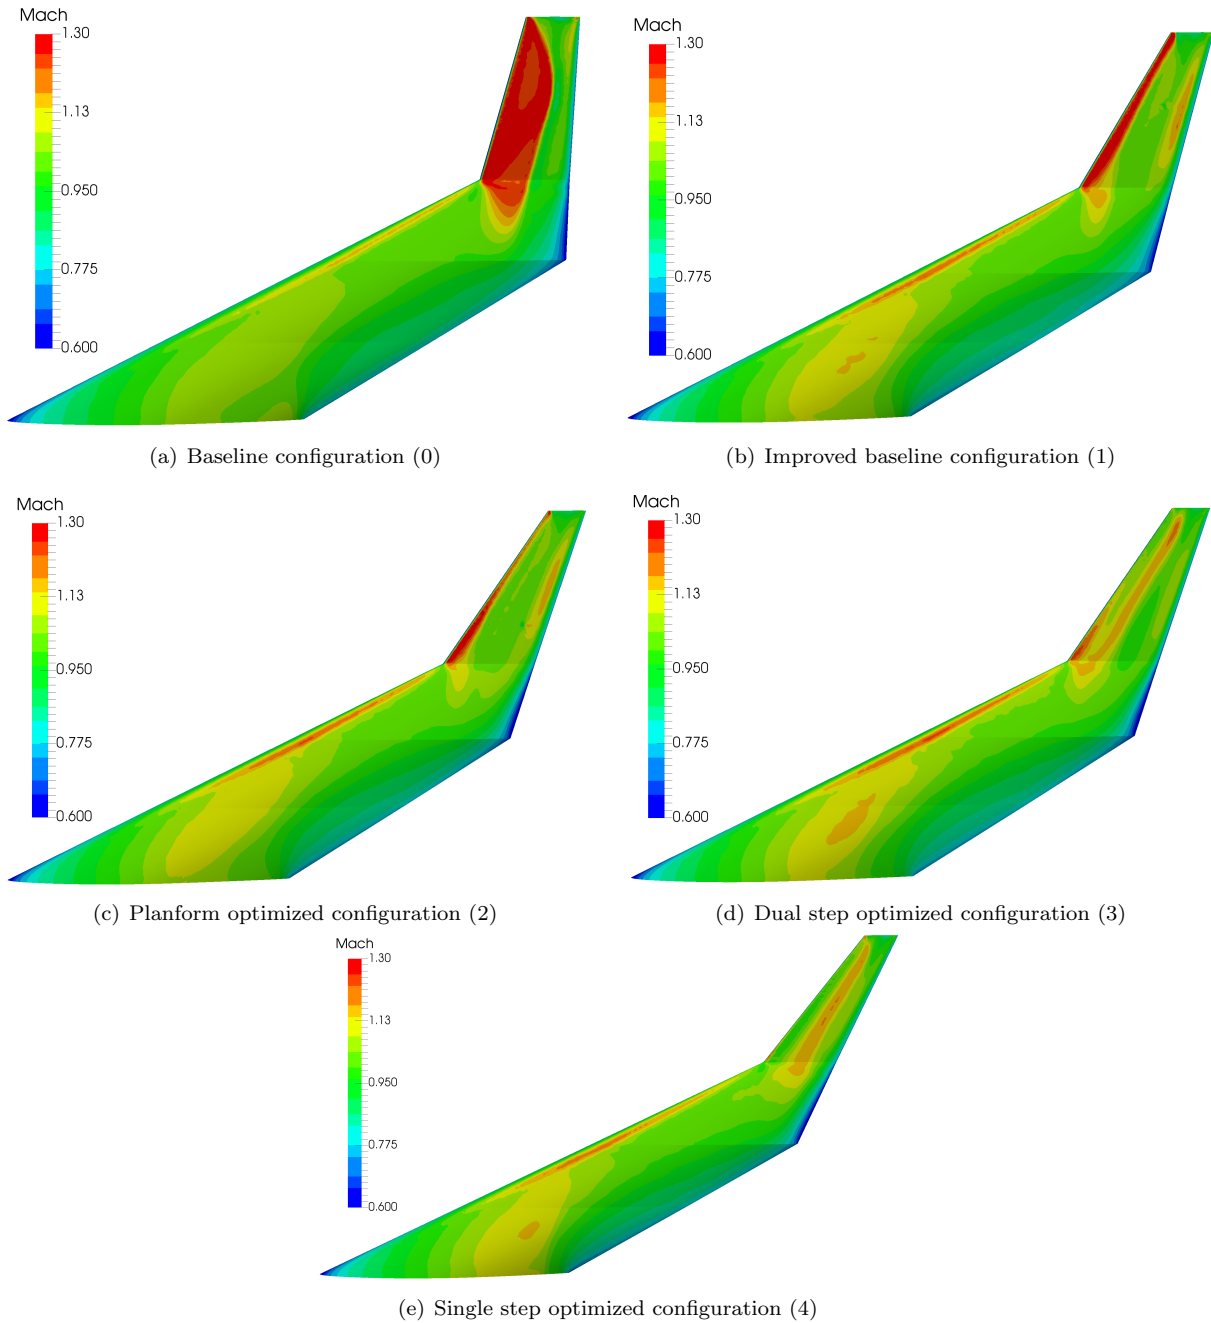 Mach
1.30
1.13
0.950
0.775
0.600
(a) Baseline configuration (0)
Mach
1.30
1.13
0.950
0.775
0.600
(b) Improved baseline configuration (1)
Mach
1.30
1.13
0.950
0.775
0.600
(c) Planform optimized configuration (2)
Mach
1.30
1.13
0.950
0.775
0.600
(d) Dual step optimized configuration (3)
Mach
1.30
1.13
0.950
0.775
0.600
(e) Single step optimized configuration (4)